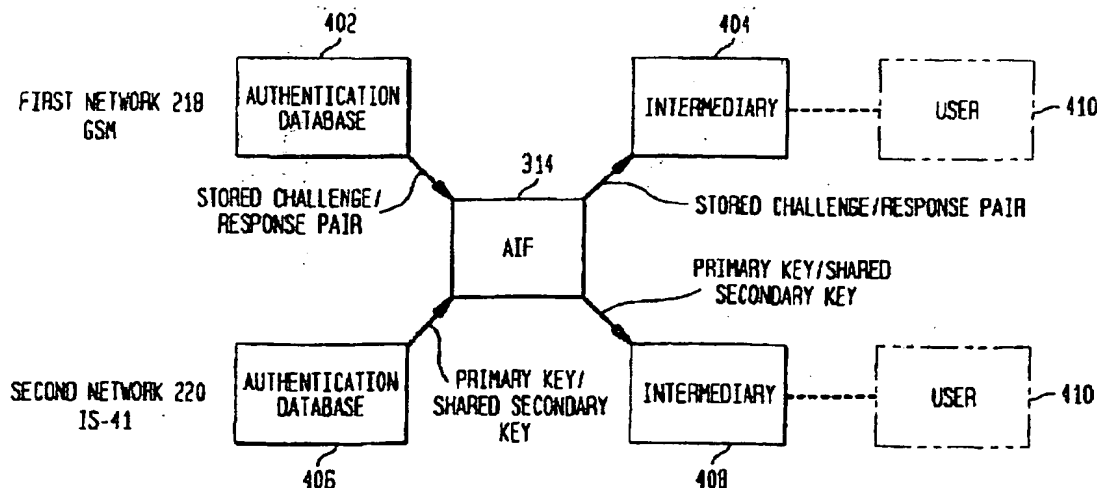 402
404
FIRST NETWORK 218
GSM
AUTHENTICATION
DATABASE
INTERMEDIARY
USER
410
314
STORED CHALLENGE/
RESPONSE PAIR
STORED CHALLENGE/RESPONSE PAIR
AIF
PRIMARY KEY/SHARED
SECONDARY KEY
SECOND NETWORK 220
IS-41
AUTHENTICATION
DATABASE
PRIMARY KEY/
SHARED SECONDARY
KEY
INTERMEDIARY
USER
410
406
408